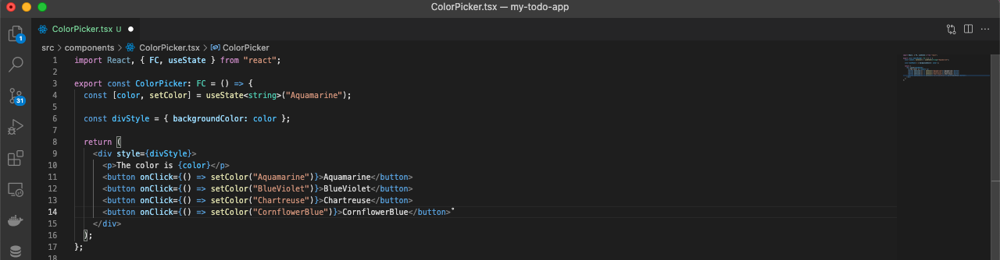 ColorPicker.tsx — my-todo-app
ColorPicker.tsx U
1
src > components > ColorPicker.tsx > ColorPicker
1 import React, { FC, useState } from "react";
2
3 export const ColorPicker: FC = () => {
4 const [color, setColor] = useState<string>("Aquamarine");
5
6 const divStyle = { backgroundColor: color };
7
8 return (
9 <div style={divStyle}>
10 <p>The color is {color}</p>
11 <button onClick={() => setColor("Aquamarine")}>Aquamarine</button>
31
12 <button onClick={() => setColor("BlueViolet")}>BlueViolet</button>
13 <button onClick={() => setColor("Chartreuse")}>Chartreuse</button>
14 <button onClick={() => setColor("CornflowerBlue")}>CornflowerBlue</button>
15 </div>
16 );
17 };
18